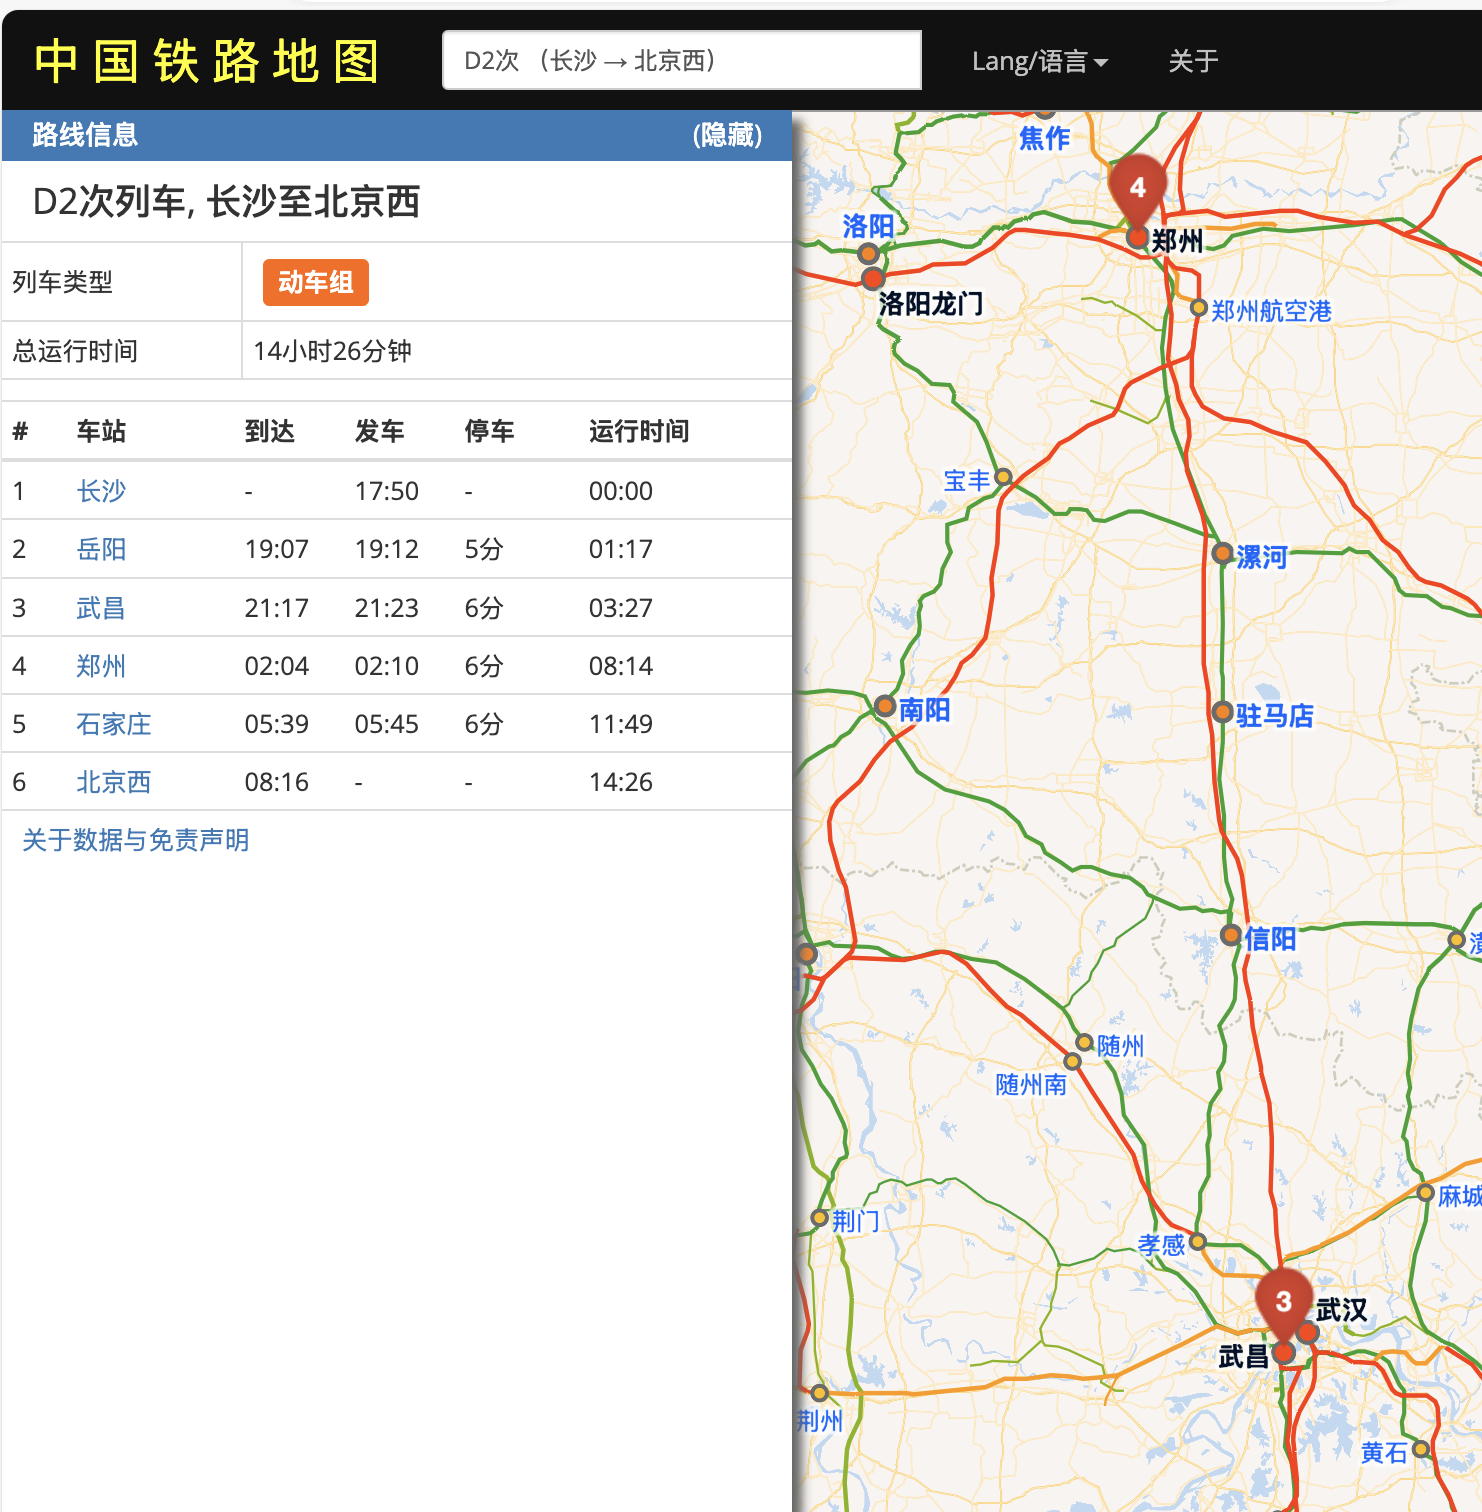 中国铁路地图
D2次 （长沙 → 北京西）
Lang/语言
关于
路线信息
(隐藏)
D2次列车, 长沙至北京西
列车类型
动车组
总运行时间
14小时26分钟
# 车站 到达 发车 停车 运行时间
1 长沙 - 17:50 - 00:00
2 岳阳 19:07 19:12 5分 01:17
3 武昌 21:17 21:23 6分 03:27
4 郑州 02:04 02:10 6分 08:14
5 石家庄 05:39 05:45 6分 11:49
6 北京西 08:16 - - 14:26
关于数据与免责声明
焦作
4
洛阳
郑州
洛阳龙门
郑州航空港
宝丰
漯河
南阳
驻马店
信阳
随州
随州南
麻城
荆门
孝感
3
武汉
武昌
荆州
黄石